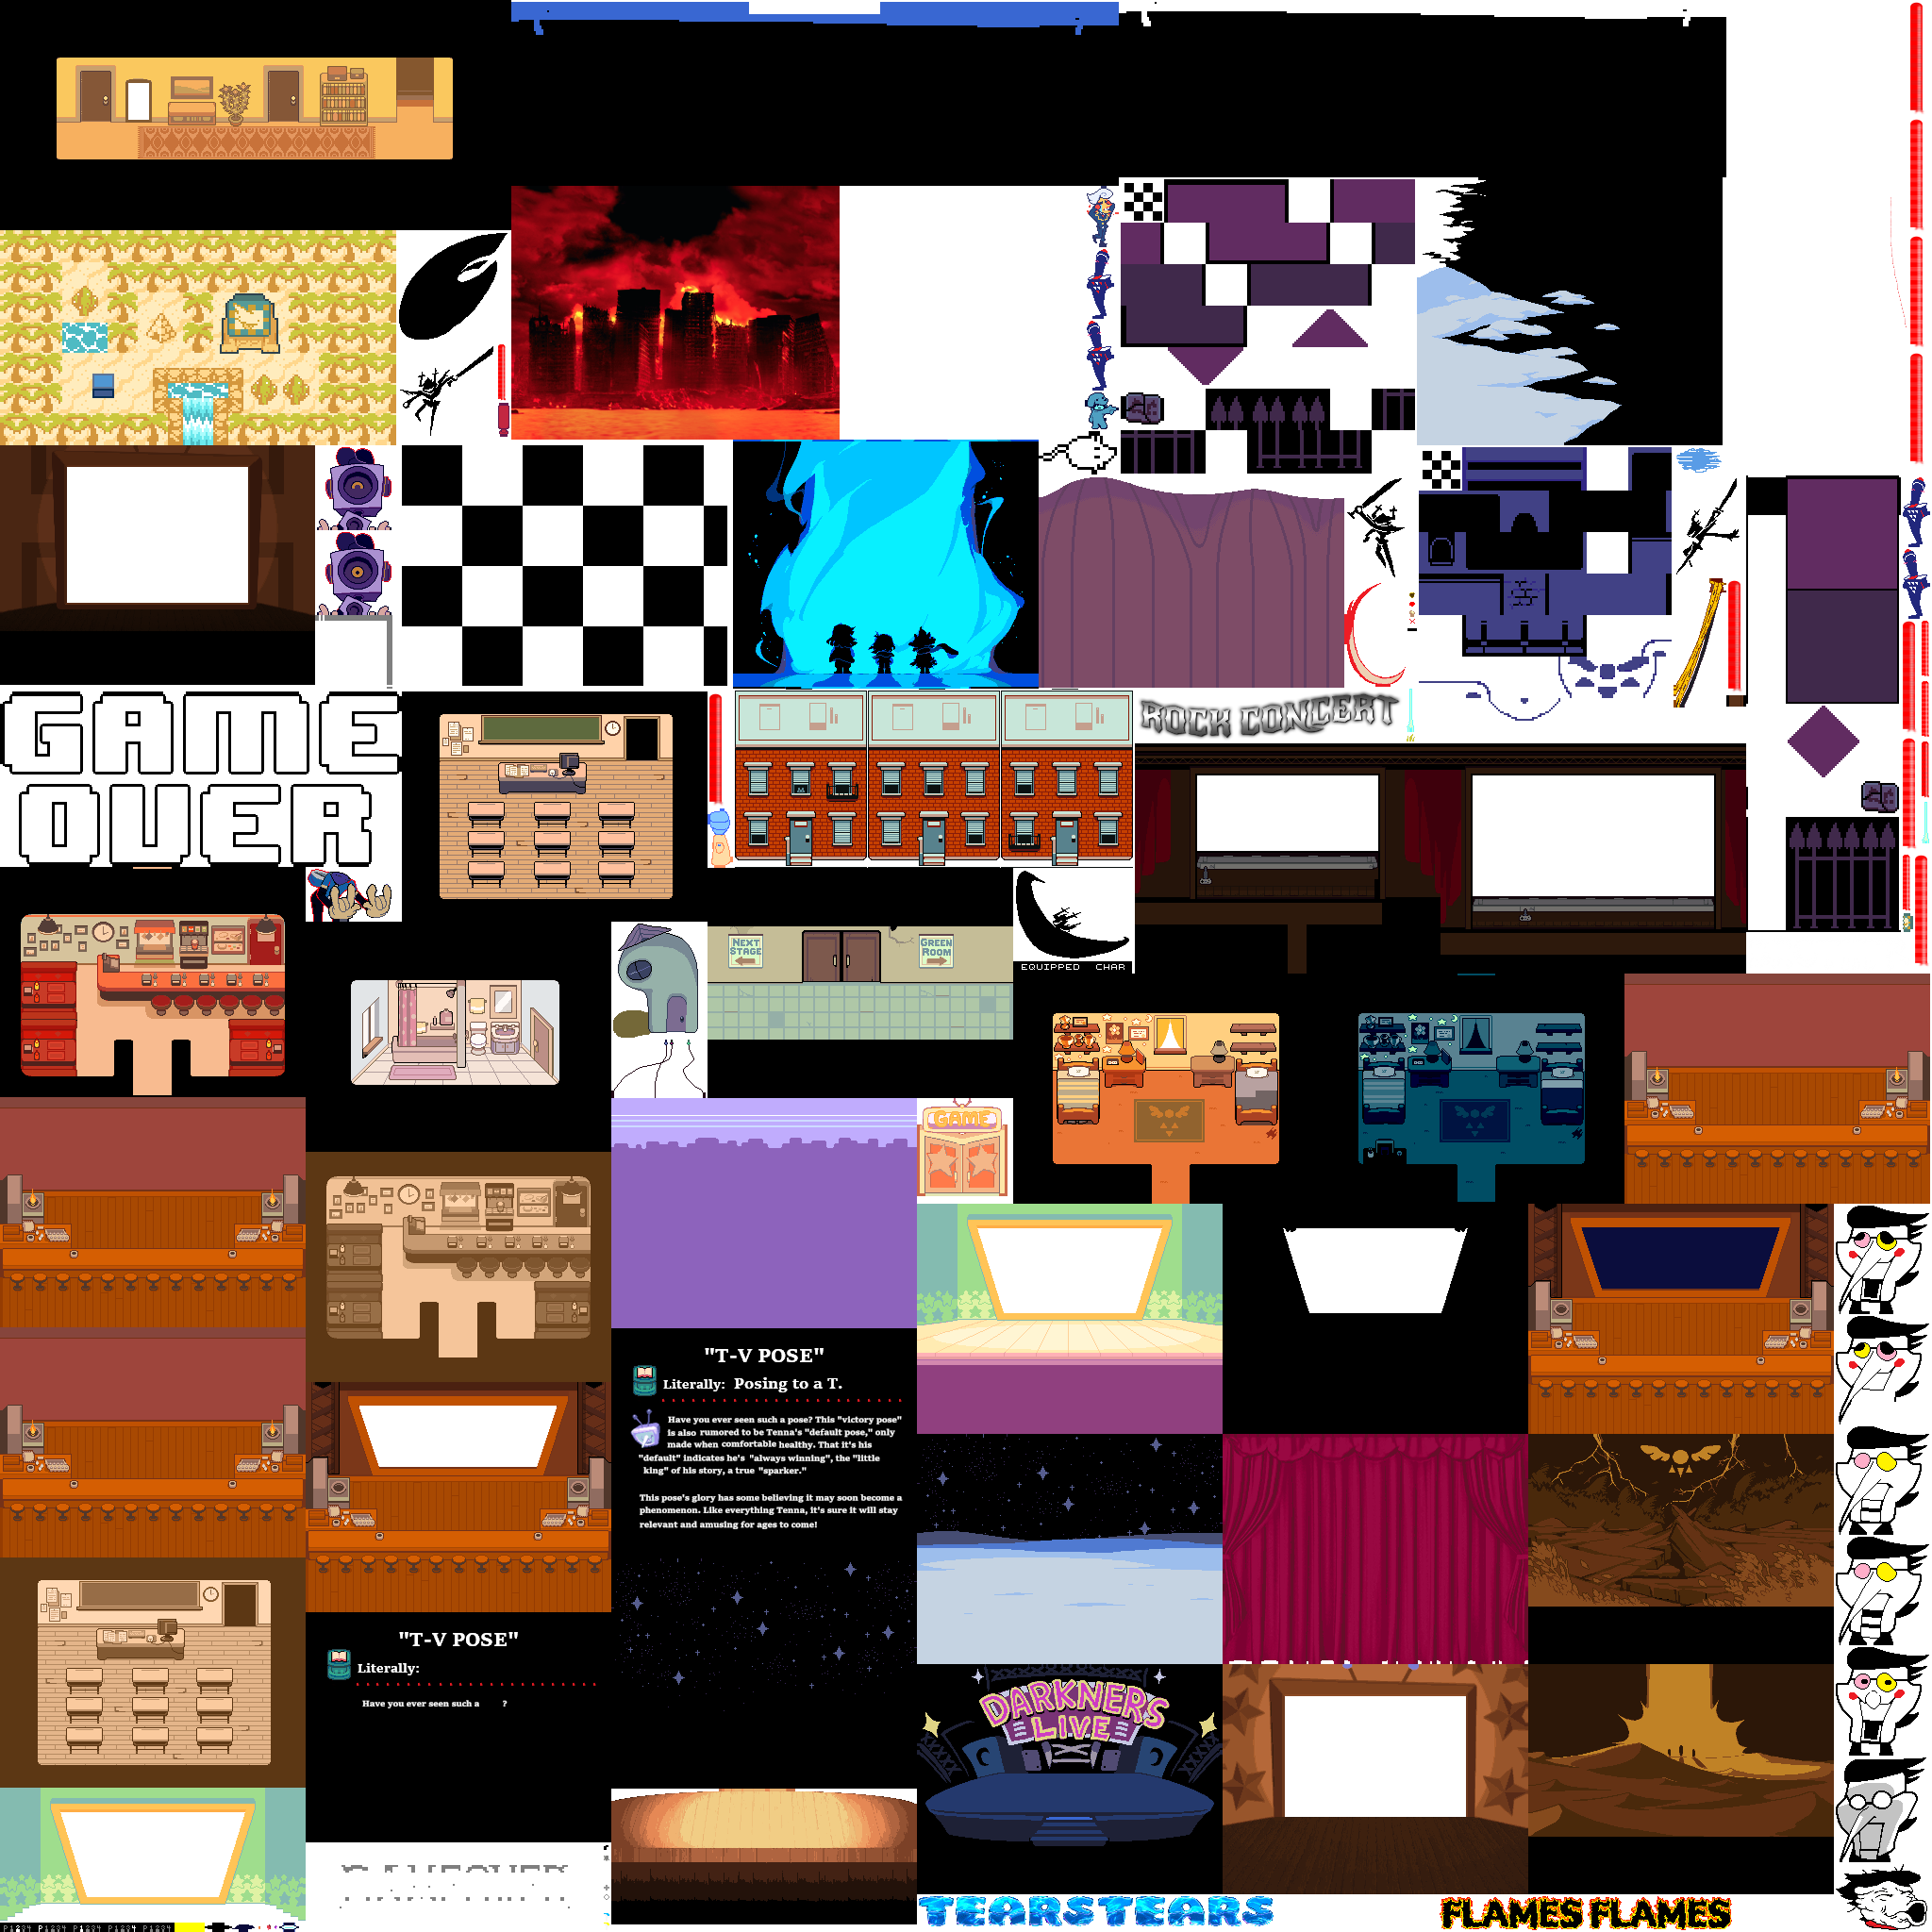 GAME
OVER
ROCK CONCERT
EQUIPPED CHAR
NEXT
STAGE
GREEN
ROOM
GAME
"T-V POSE"
Literally: Posing to a T.
Have you ever seen such a pose? This "victory pose"
is also rumored to be Tenna's "default pose," only
made when comfortable healthy. That it's his
"default" indicates he's "always winning", the "little
king" of his story, a true "sparker."
This pose's glory has some believing it may soon become a
phenomenon. Like everything Tenna, it's sure it will stay
relevant and amusing for ages to come!
"T-V POSE"
Literally:
Have you ever seen such a ?
DARKNERS
LIVE
TEARSTEARS
FLAMES FLAMES